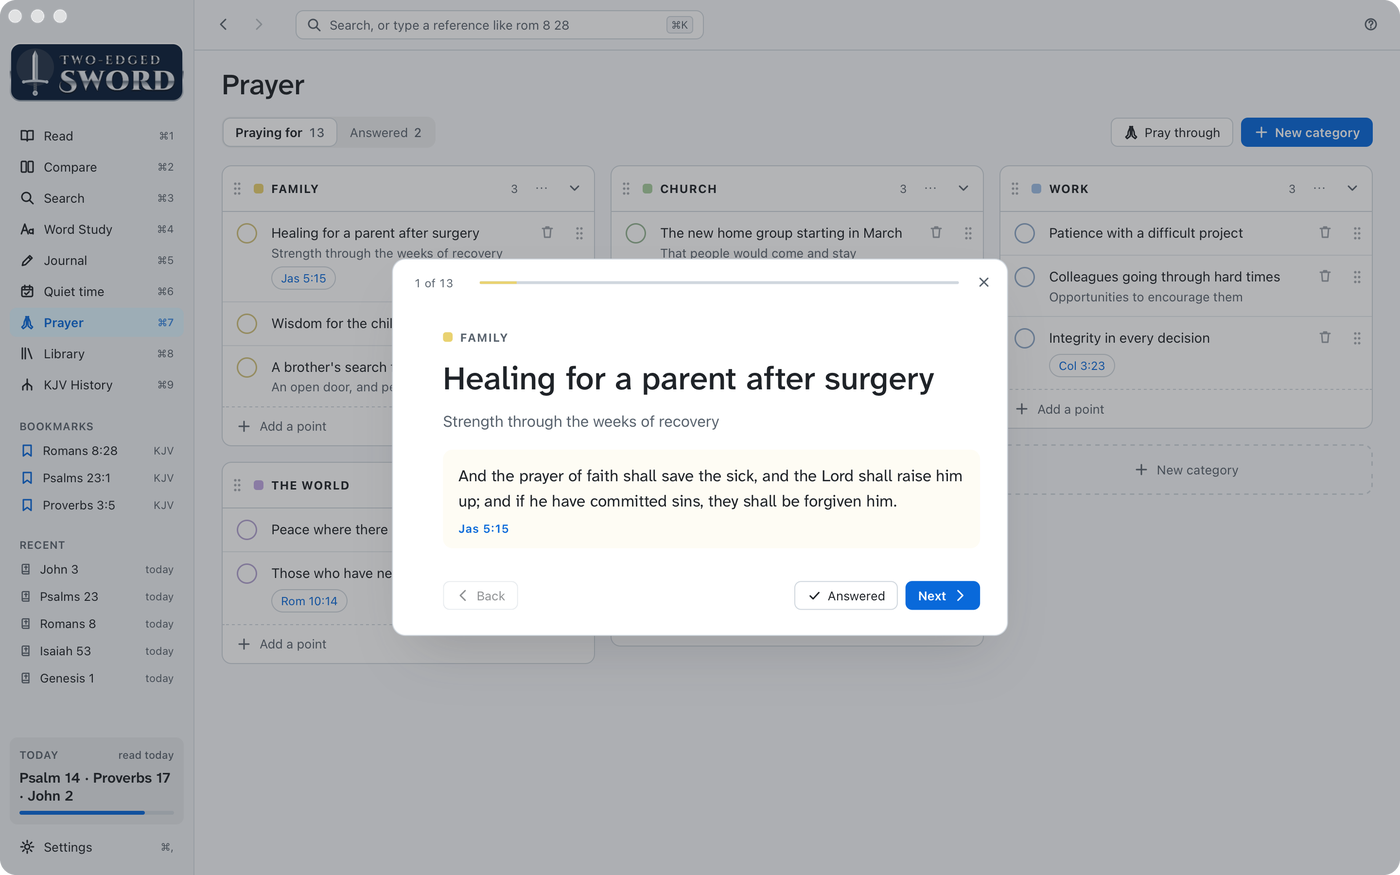 TWO-EDGED
SWORD
Read ⌘1
Compare ⌘2
Search ⌘3
Word Study ⌘4
Journal ⌘5
Quiet time ⌘6
Prayer ⌘7
Library ⌘8
KJV History ⌘9
BOOKMARKS
Romans 8:28 KJV
Psalms 23:1 KJV
Proverbs 3:5 KJV
RECENT
John 3 today
Psalms 23 today
Romans 8 today
Isaiah 53 today
Genesis 1 today
TODAY read today
Psalm 14 · Proverbs 17
· John 2
Settings ⌘,
Search, or type a reference like rom 8 28 ⌘K
Prayer
Praying for 13 Answered 2
Pray through
New category
FAMILY 3
Healing for a parent after surgery
Strength through the weeks of recovery
Jas 5:15
Wisdom for the
A brother's search
An open door, and
Add a point
THE WORLD
Peace where there
Those who have
Rom 10:14
Add a point
CHURCH 3
The new home group starting in March
That people would come and stay
WORK 3
Patience with a difficult project
Colleagues going through hard times
Opportunities to encourage them
Integrity in every decision
Col 3:23
Add a point
New category
1 of 13
FAMILY
Healing for a parent after surgery
Strength through the weeks of recovery
And the prayer of faith shall save the sick, and the Lord shall raise him
up; and if he have committed sins, they shall be forgiven him.
Jas 5:15
Back
Answered
Next